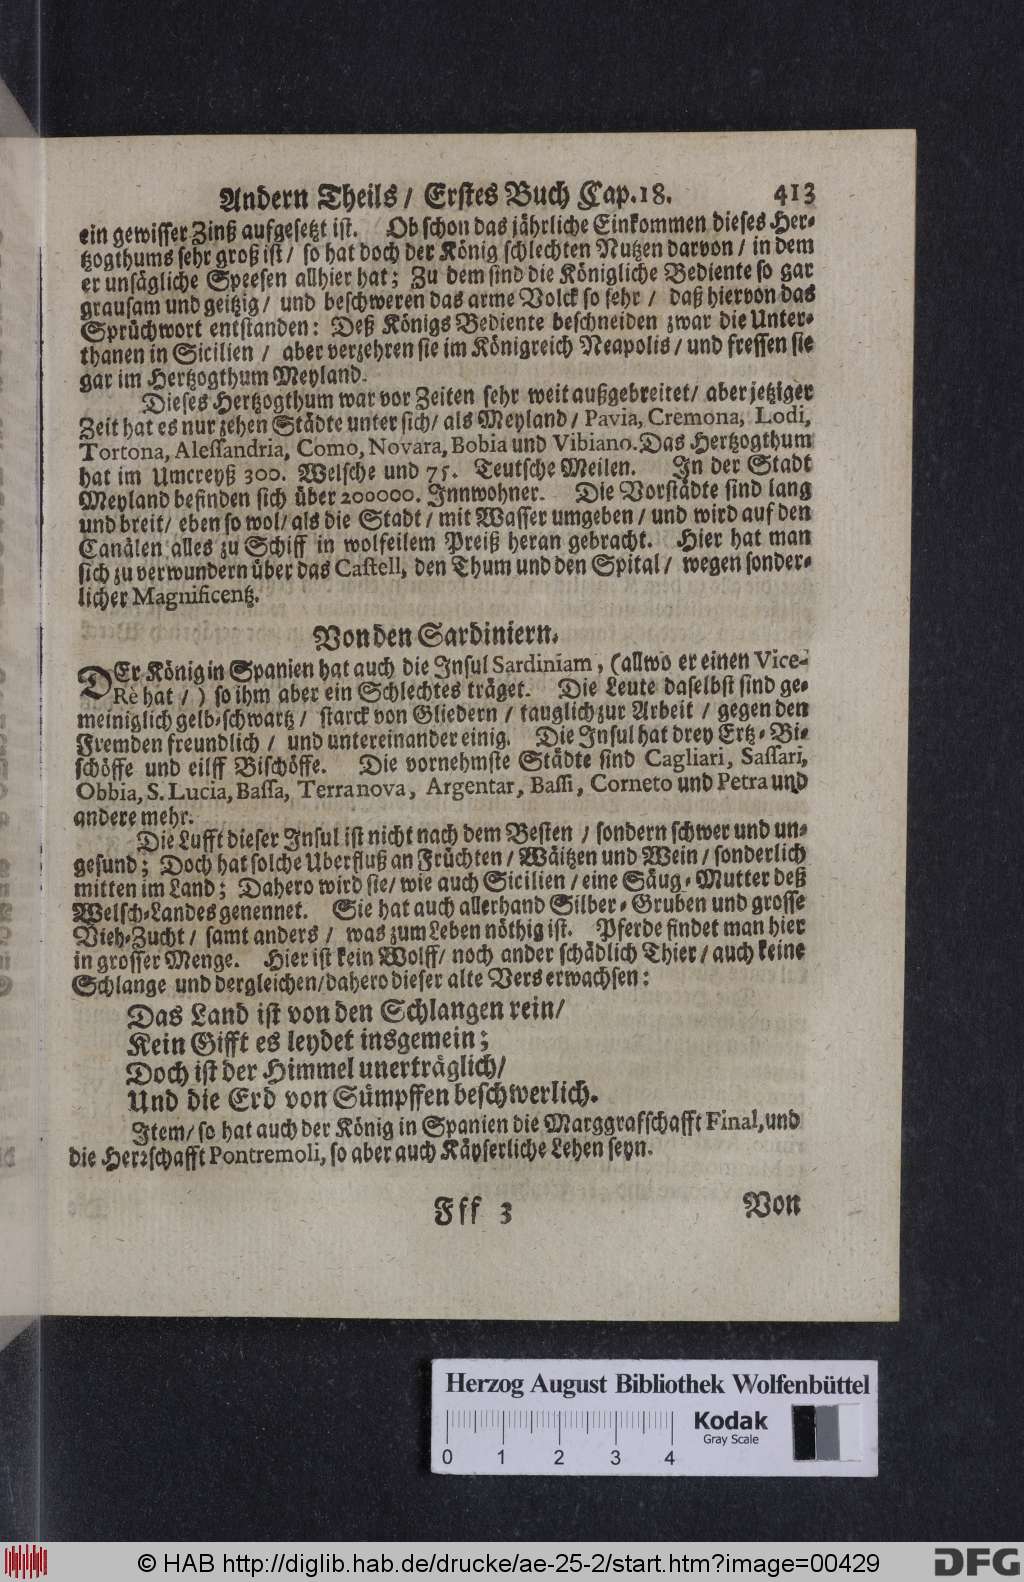 Andern Theils / Erstes Buch Cap. 18. 413
ein gewisser Zinß aufgesetzt ist. Ob schon das jährliche Einkommen dieses Her-
tzogthums sehr groß ist / so hat doch der König schlechten Nutzen darvon / in dem
er unsägliche Speesen allhier hat; Zu dem sind die Königliche Bediente so gar
grausam und geitzig / und beschweren das arme Volck so sehr / daß hiervon das
Sprüchwort entstanden: Deß Königs Bediente beschneiden zwar die Unter-
thanen in Sicilien / aber verzehren sie im Königreich Neapolis / und fressen sie
gar im Hertzogthum Meyland.
Dieses Hertzogthum war vor Zeiten sehr weit außgebreitet / aber jetziger
Zeit hat es nur zehen Städte unter sich / als Meyland / Pavia, Cremona, Lodi,
Tortona, Alessandria, Como, Novara, Bobia und Vibiano. Das Hertzogthum
hat im Umcreyß 300. Welsche und 75. Teutsche Meilen. In der Stadt
Meyland befinden sich über 200000. Innwohner. Die Vorstädte sind lang
und breit / eben so wol / als die Stadt / mit Wasser umgeben / und wird auf den
Canälen alles zu Schiff in wolfeilem Preiß heran gebracht. Hier hat man
sich zu verwundern über das Castell, den Thum und den Spital / wegen sonder-
licher Magnificentz.
Von den Sardiniern.
DEr König in Spanien hat auch die Insul Sardiniam, (allwo er einen Vice-
Rè hat /) so ihm aber ein Schlechtes träget. Die Leute daselbst sind ge-
meiniglich gelb-schwartz / starck von Gliedern / tauglich zur Arbeit / gegen den
Fremden freundlich / und untereinander einig. Die Insul hat drey Ertz-Bi-
schöffe und eilff Bischöffe. Die vornehmste Städte sind Cagliari, Sassari,
Obbia, S. Lucia, Bassa, Terra nova, Argentar, Bassi, Corneto und Petra und
andere mehr.
Die Lufft dieser Insul ist nicht nach dem Besten / sondern schwer und un-
gesund; Doch hat solche Uberfluß an Früchten / Wäitzen und Wein / sonderlich
mitten im Land; Dahero wird sie / wie auch Sicilien / eine Säug-Mutter deß
Welsch-Landes genennet. Sie hat auch allerhand Silber-Gruben und grosse
Vieh-Zucht / samt anders / was zum Leben nöthig ist. Pferde findet man hier
in grosser Menge. Hier ist kein Wolff / noch ander schädlich Thier / auch keine
Schlange und dergleichen / dahero dieser alte Vers erwachsen:
Das Land ist von den Schlangen rein /
Kein Gifft es leydet insgemein;
Doch ist der Himmel unerträglich /
Und die Erd von Sümpffen beschwerlich.
Item / so hat auch der König in Spanien die Marggrafschafft Final, und
die Herrschafft Pontremoli, so aber auch Käyserliche Lehen seyn.
Fff 3 Von
Herzog August Bibliothek Wolfenbüttel
0 1 2 3 4
Kodak
Gray Scale
© HAB http://diglib.hab.de/drucke/ae-25-2/start.htm?image=00429
DFG